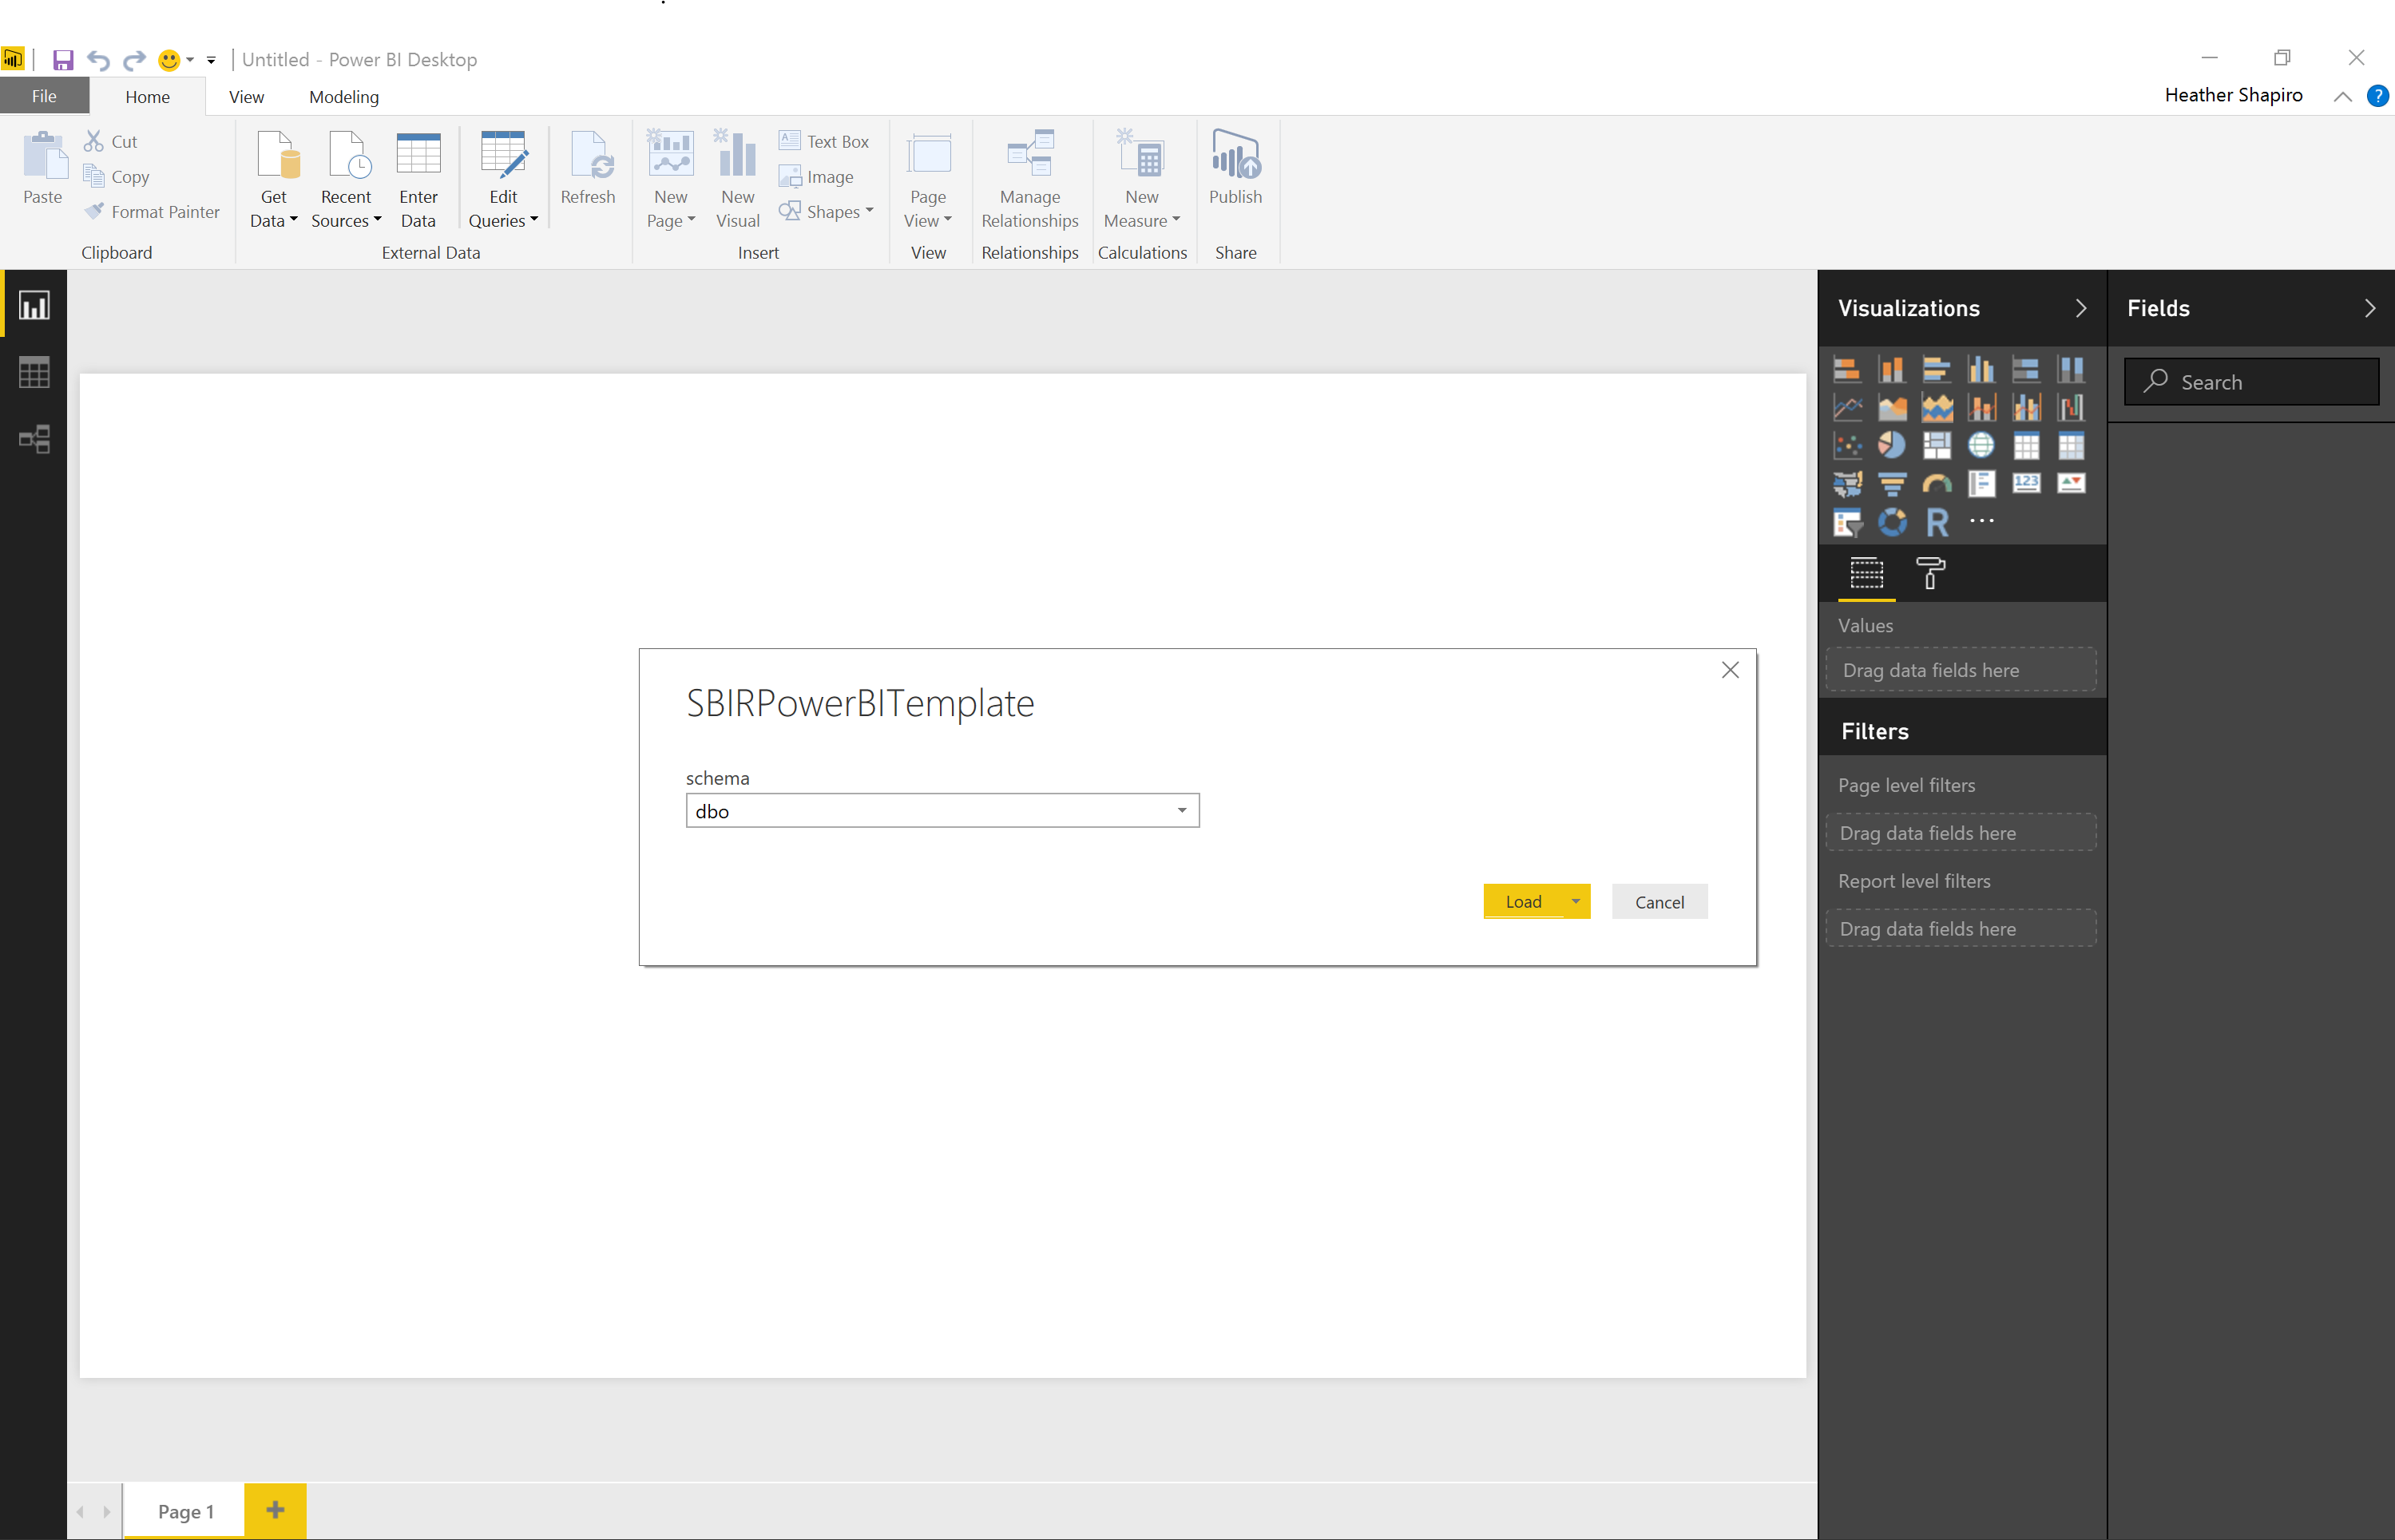 Untitled - Power BI Desktop
File Home View Modeling Heather Shapiro ?
Paste
Cut
Copy
Format Painter
Clipboard
Get
Data
Recent
Sources
Enter
Data
Edit
Queries
Refresh
External Data
New
Page
New
Visual
Text Box
Image
Shapes
Insert
Page
View
View
Manage
Relationships
Relationships
New
Measure
Calculations
Publish
Share
Visualizations
123
R
Values
Drag data fields here
Filters
Page level filters
Drag data fields here
Report level filters
Drag data fields here
Fields
Search
SBIRPowerBITemplate
schema
dbo
Load
Cancel
Page 1